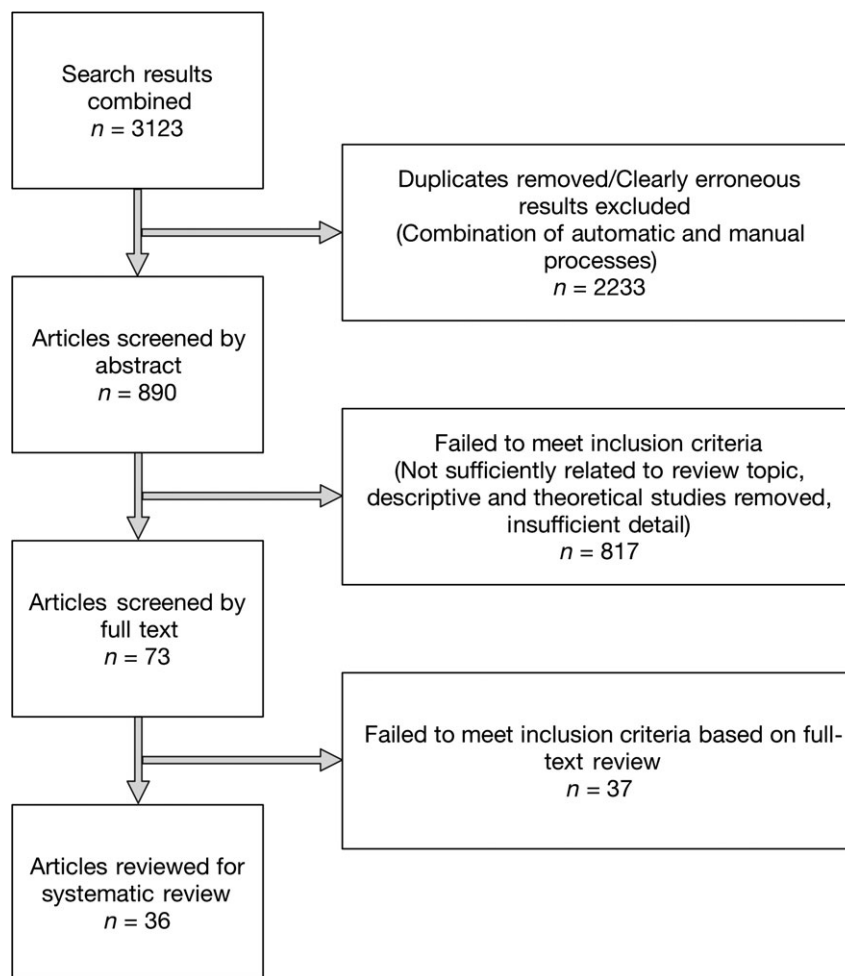 Search results
combined
n = 3123
Duplicates removed/Clearly erroneous
results excluded
(Combination of automatic and manual
processes)
n = 2233
Articles screened by
abstract
n = 890
Failed to meet inclusion criteria
(Not sufficiently related to review topic,
descriptive and theoretical studies removed,
insufficient detail)
n = 817
Articles screened by
full text
n = 73
Failed to meet inclusion criteria based on full-
text review
n = 37
Articles reviewed for
systematic review
n = 36